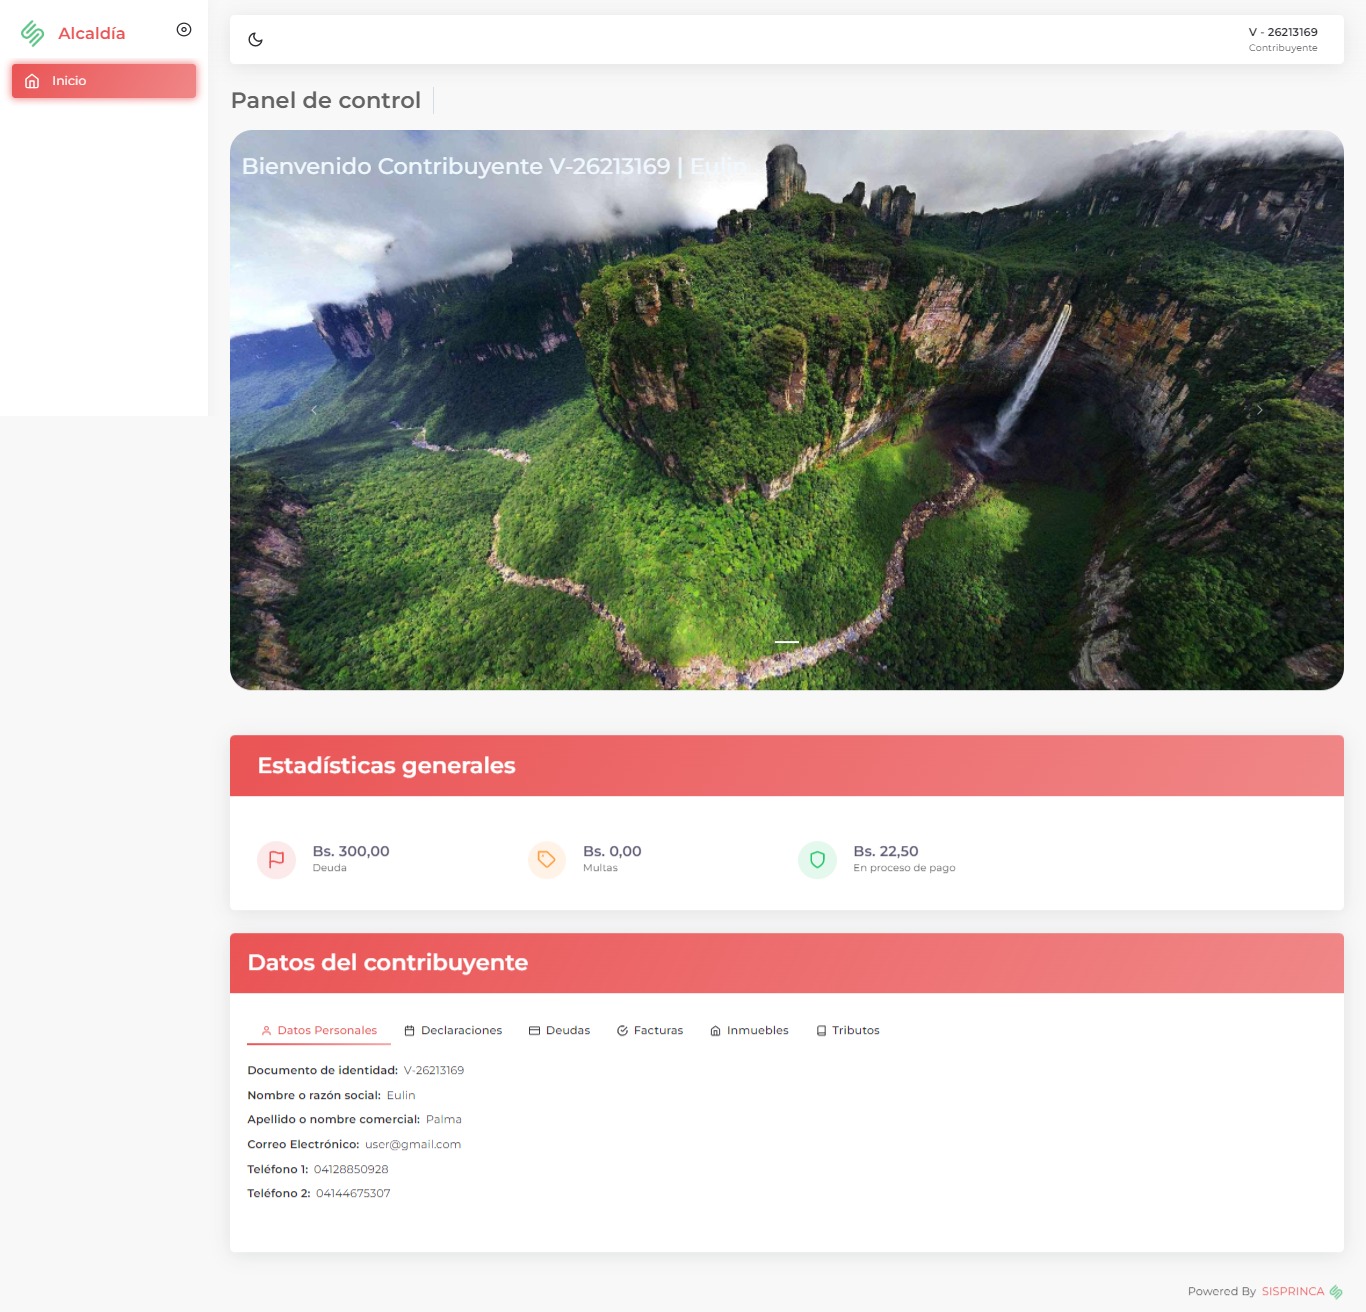 Alcaldía
Inicio
V - 26213169
Contribuyente
Panel de control
Bienvenido Contribuyente V-26213169 | Eulin
Estadísticas generales
Bs. 300,00
Deuda
Bs. 0,00
Multas
Bs. 22,50
En proceso de pago
Datos del contribuyente
Datos Personales Declaraciones Deudas Facturas Inmuebles Tributos
Documento de identidad: V-26213169
Nombre o razón social: Eulin
Apellido o nombre comercial: Palma
Correo Electrónico: user@gmail.com
Teléfono 1: 04128850928
Teléfono 2: 04144675307
Powered By SISPRINCA